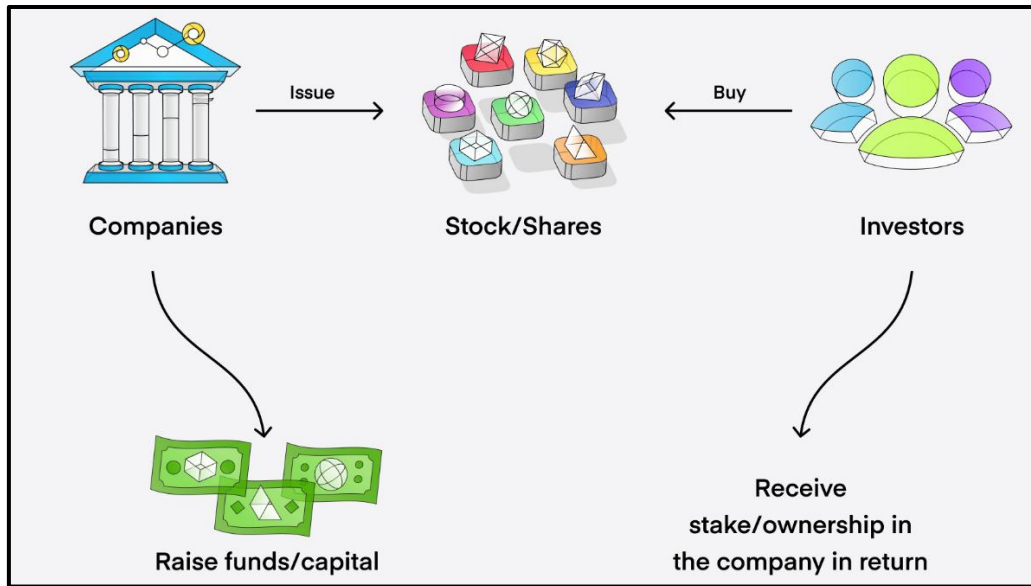 Issue
Buy
Companies
Stock/Shares
Investors
Raise funds/capital
Receive
stake/ownership in
the company in return